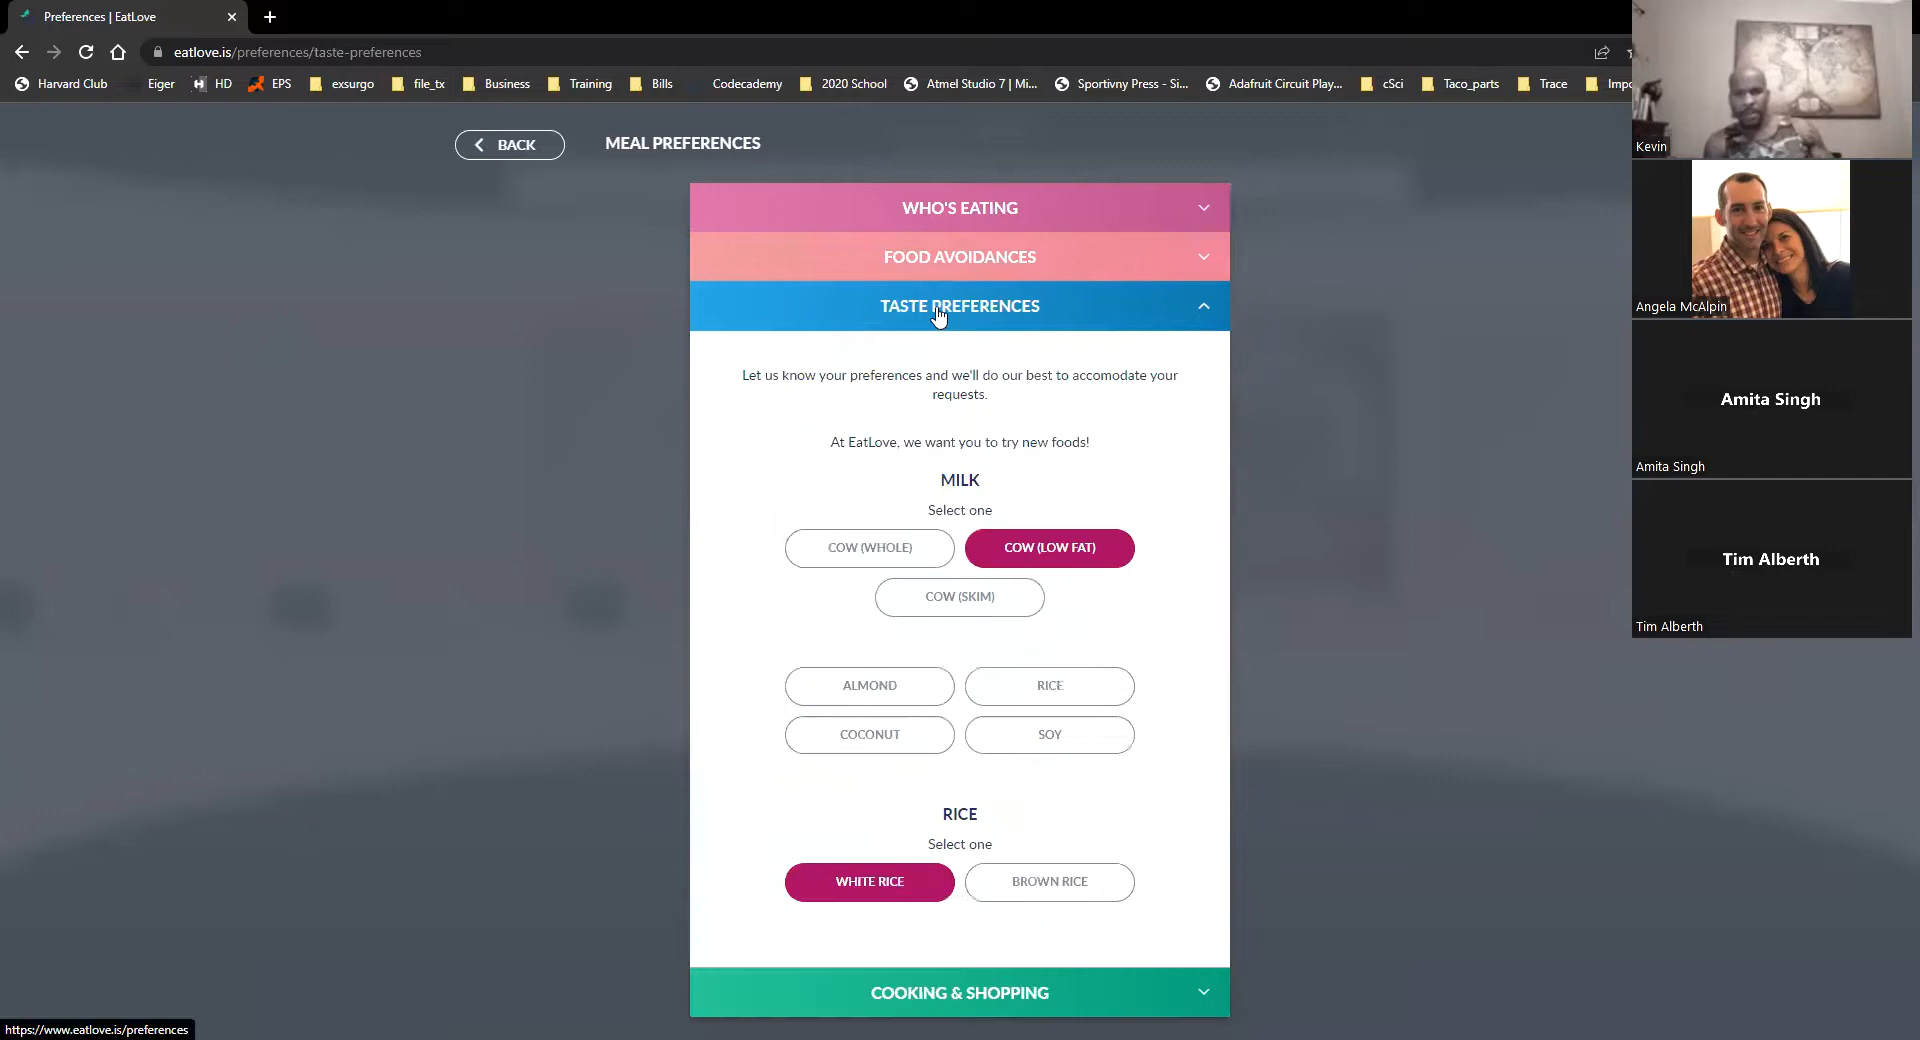 Preferences | EatLove
eatlove.is/preferences/taste-preferences
Harvard Club Eiger HD EPS exsurgo file_tx Business Training Bills Codecademy 2020 School Atmel Studio 7 | Mi... Sportivny Press - Si... Adafruit Circuit Play... cSci Taco_parts Trace Impo
BACK
MEAL PREFERENCES
WHO'S EATING
FOOD AVOIDANCES
TASTE PREFERENCES
Let us know your preferences and we'll do our best to accomodate your
requests.
At EatLove, we want you to try new foods!
MILK
Select one
COW (WHOLE) COW (LOW FAT)
COW (SKIM)
ALMOND RICE
COCONUT SOY
RICE
Select one
WHITE RICE BROWN RICE
COOKING & SHOPPING
https://www.eatlove.is/preferences
Kevin
Angela McAlpin
Amita Singh
Amita Singh
Tim Alberth
Tim Alberth